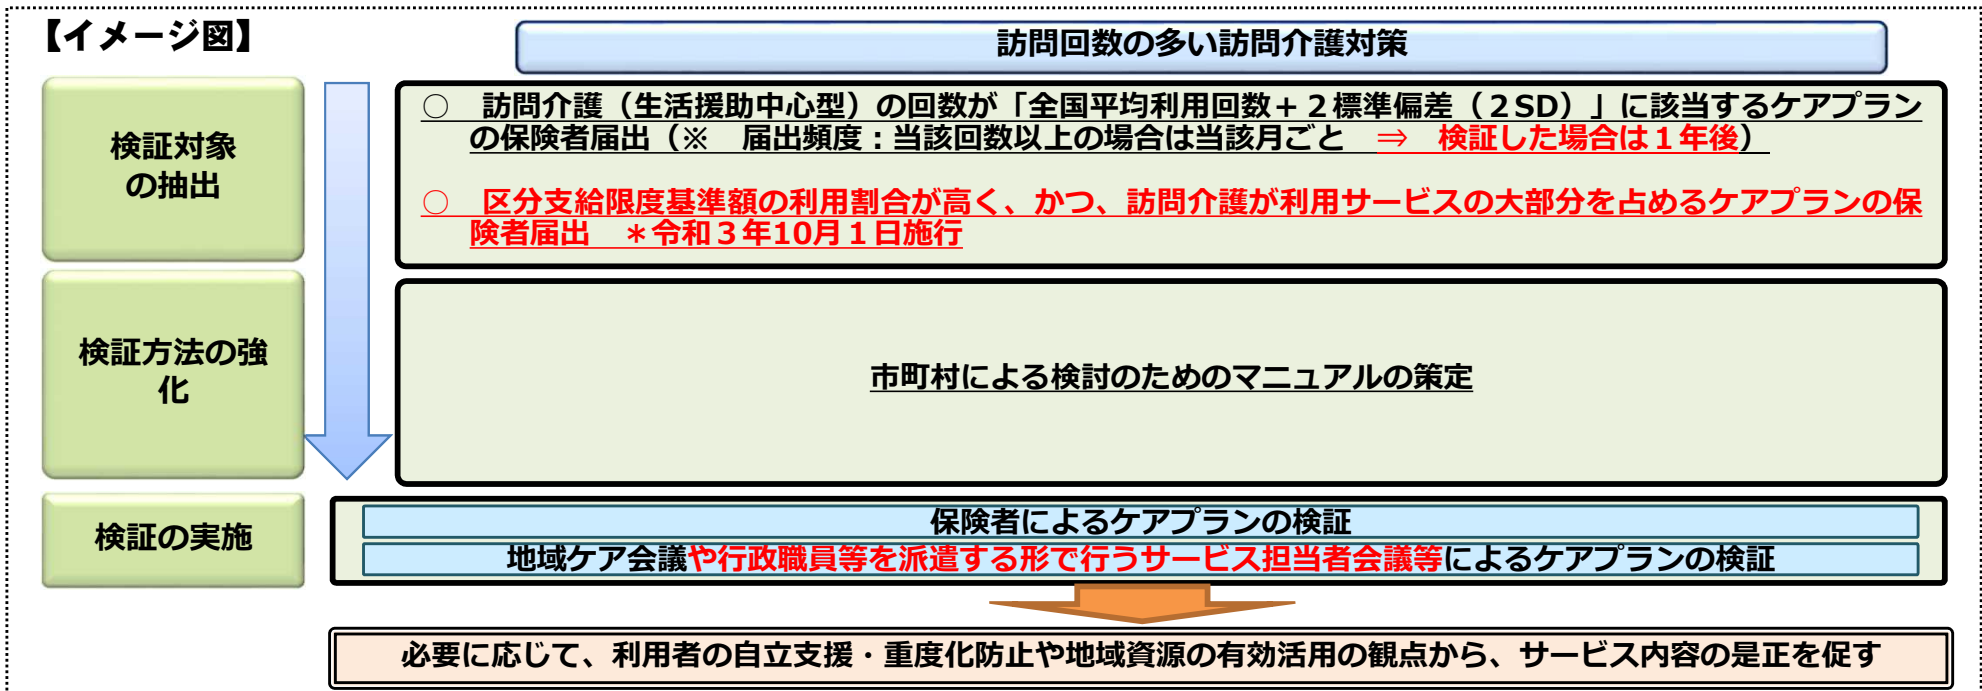 【イメージ図】
訪問回数の多い訪問介護対策
検証対象
の抽出
○　訪問介護（生活援助中心型）の回数が「全国平均利用回数＋２標準偏差（２SD）」に該当するケアプラン
の保険者届出（※　届出頻度：当該回数以上の場合は当該月ごと　⇒　検証した場合は１年後）
○　区分支給限度基準額の利用割合が高く、かつ、訪問介護が利用サービスの大部分を占めるケアプランの保
険者届出　＊令和３年10月１日施行
検証方法の強
化
市町村による検討のためのマニュアルの策定
検証の実施
保険者によるケアプランの検証
地域ケア会議や行政職員等を派遣する形で行うサービス担当者会議等によるケアプランの検証
必要に応じて、利用者の自立支援・重度化防止や地域資源の有効活用の観点から、サービス内容の是正を促す